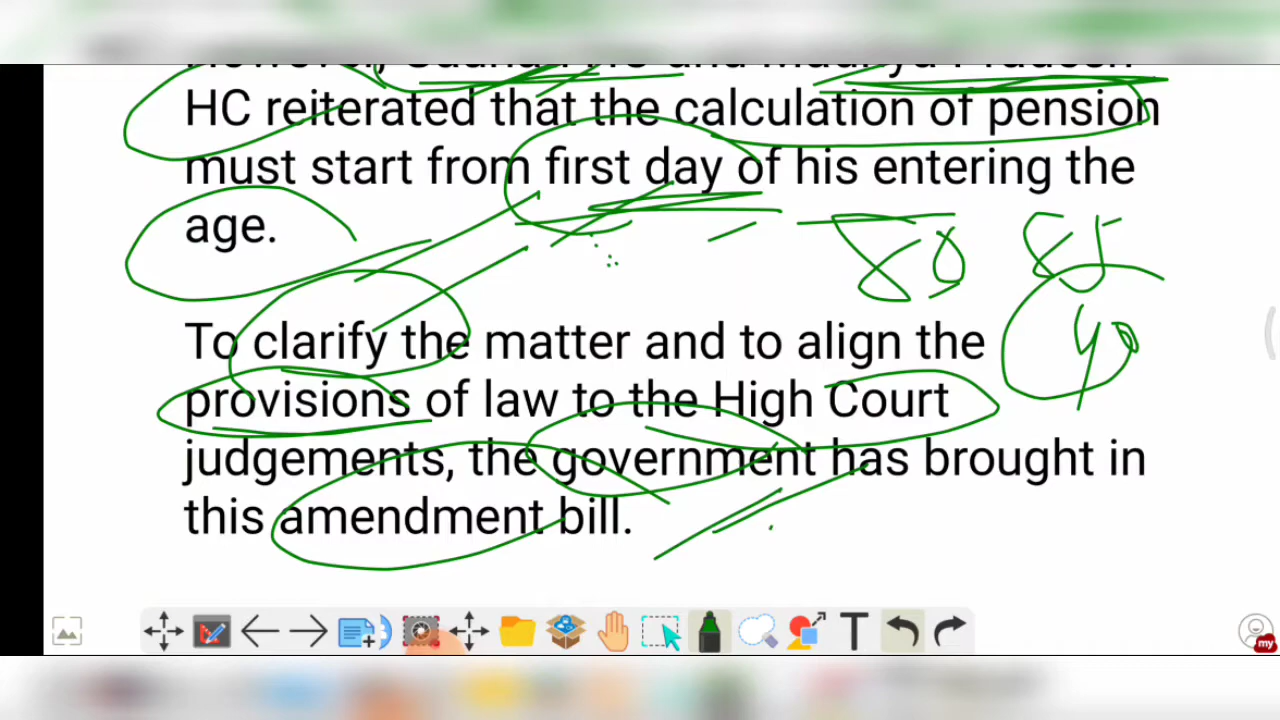 HC reiterated that the calculation of pension
must start from first day of his entering the
age.
80 85
40
To clarify the matter and to align the
provisions of law to the High Court
judgements, the government has brought in
this amendment bill.
T
my